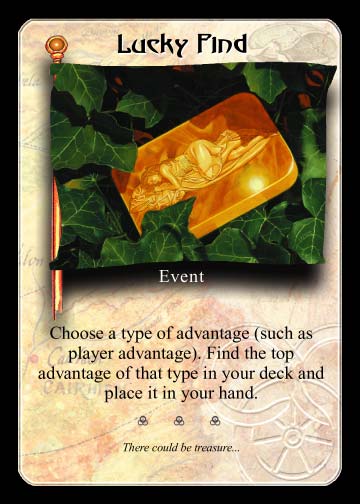 Lucky Find
Event
Choose a type of advantage (such as
player advantage). Find the top
advantage of that type in your deck and
place it in your hand.
There could be treasure...